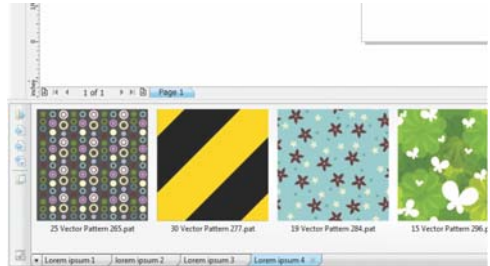 1 of 1
Page 1
25 Vector Pattern 265.pat
30 Vector Pattern 277.pat
19 Vector Pattern 284.pat
15 Vector Pattern 296.p
Lorem ipsum 1
lorem ipsum 2
Lorem ipsum 3
Lorem ipsum 4